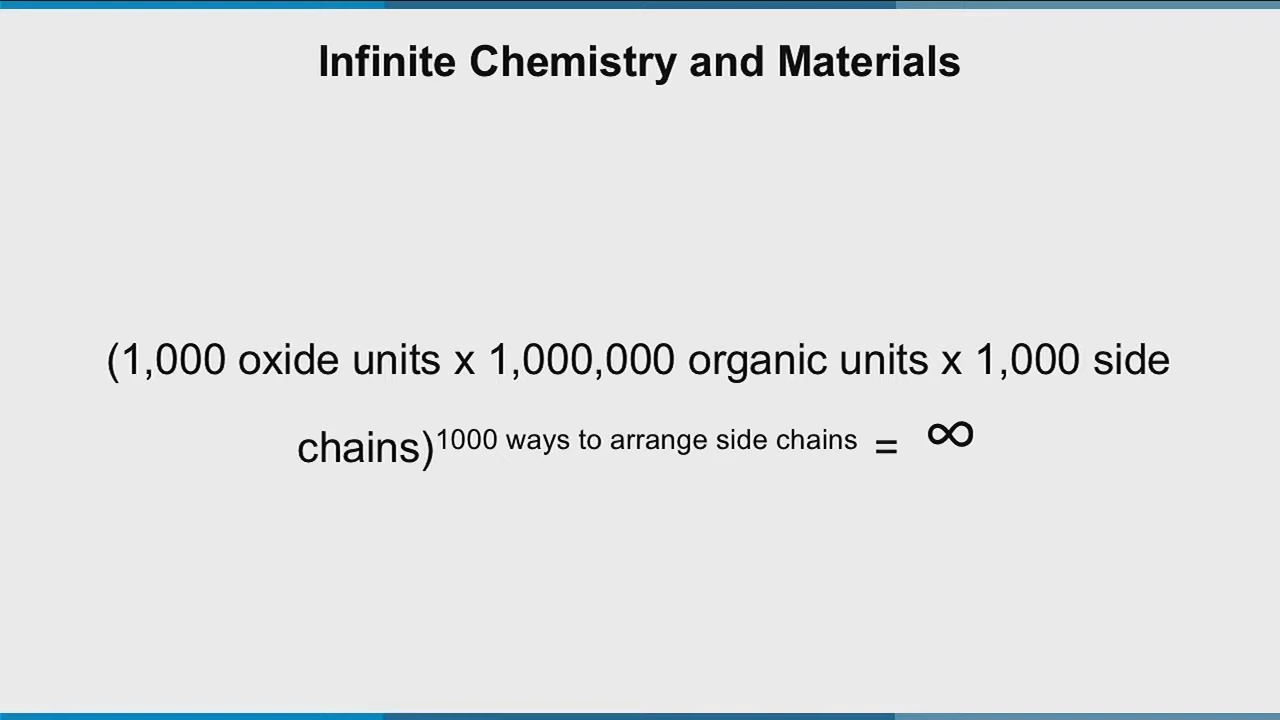 Infinite Chemistry and Materials
(1,000 oxide units x 1,000,000 organic units x 1,000 side
chains)1000 ways to arrange side chains = ∞